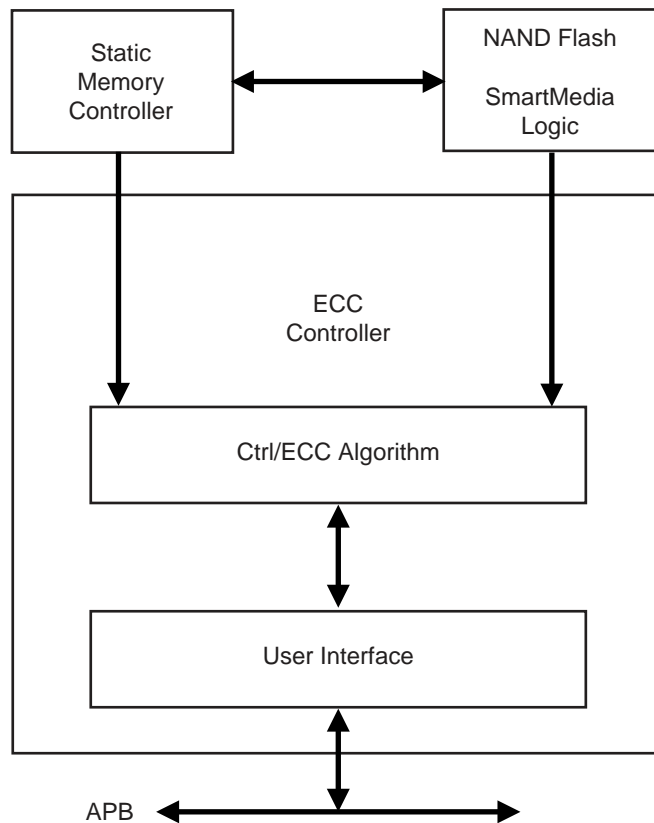 Static
Memory
Controller
NAND Flash
SmartMedia
Logic
ECC
Controller
Ctrl/ECC Algorithm
User Interface
APB